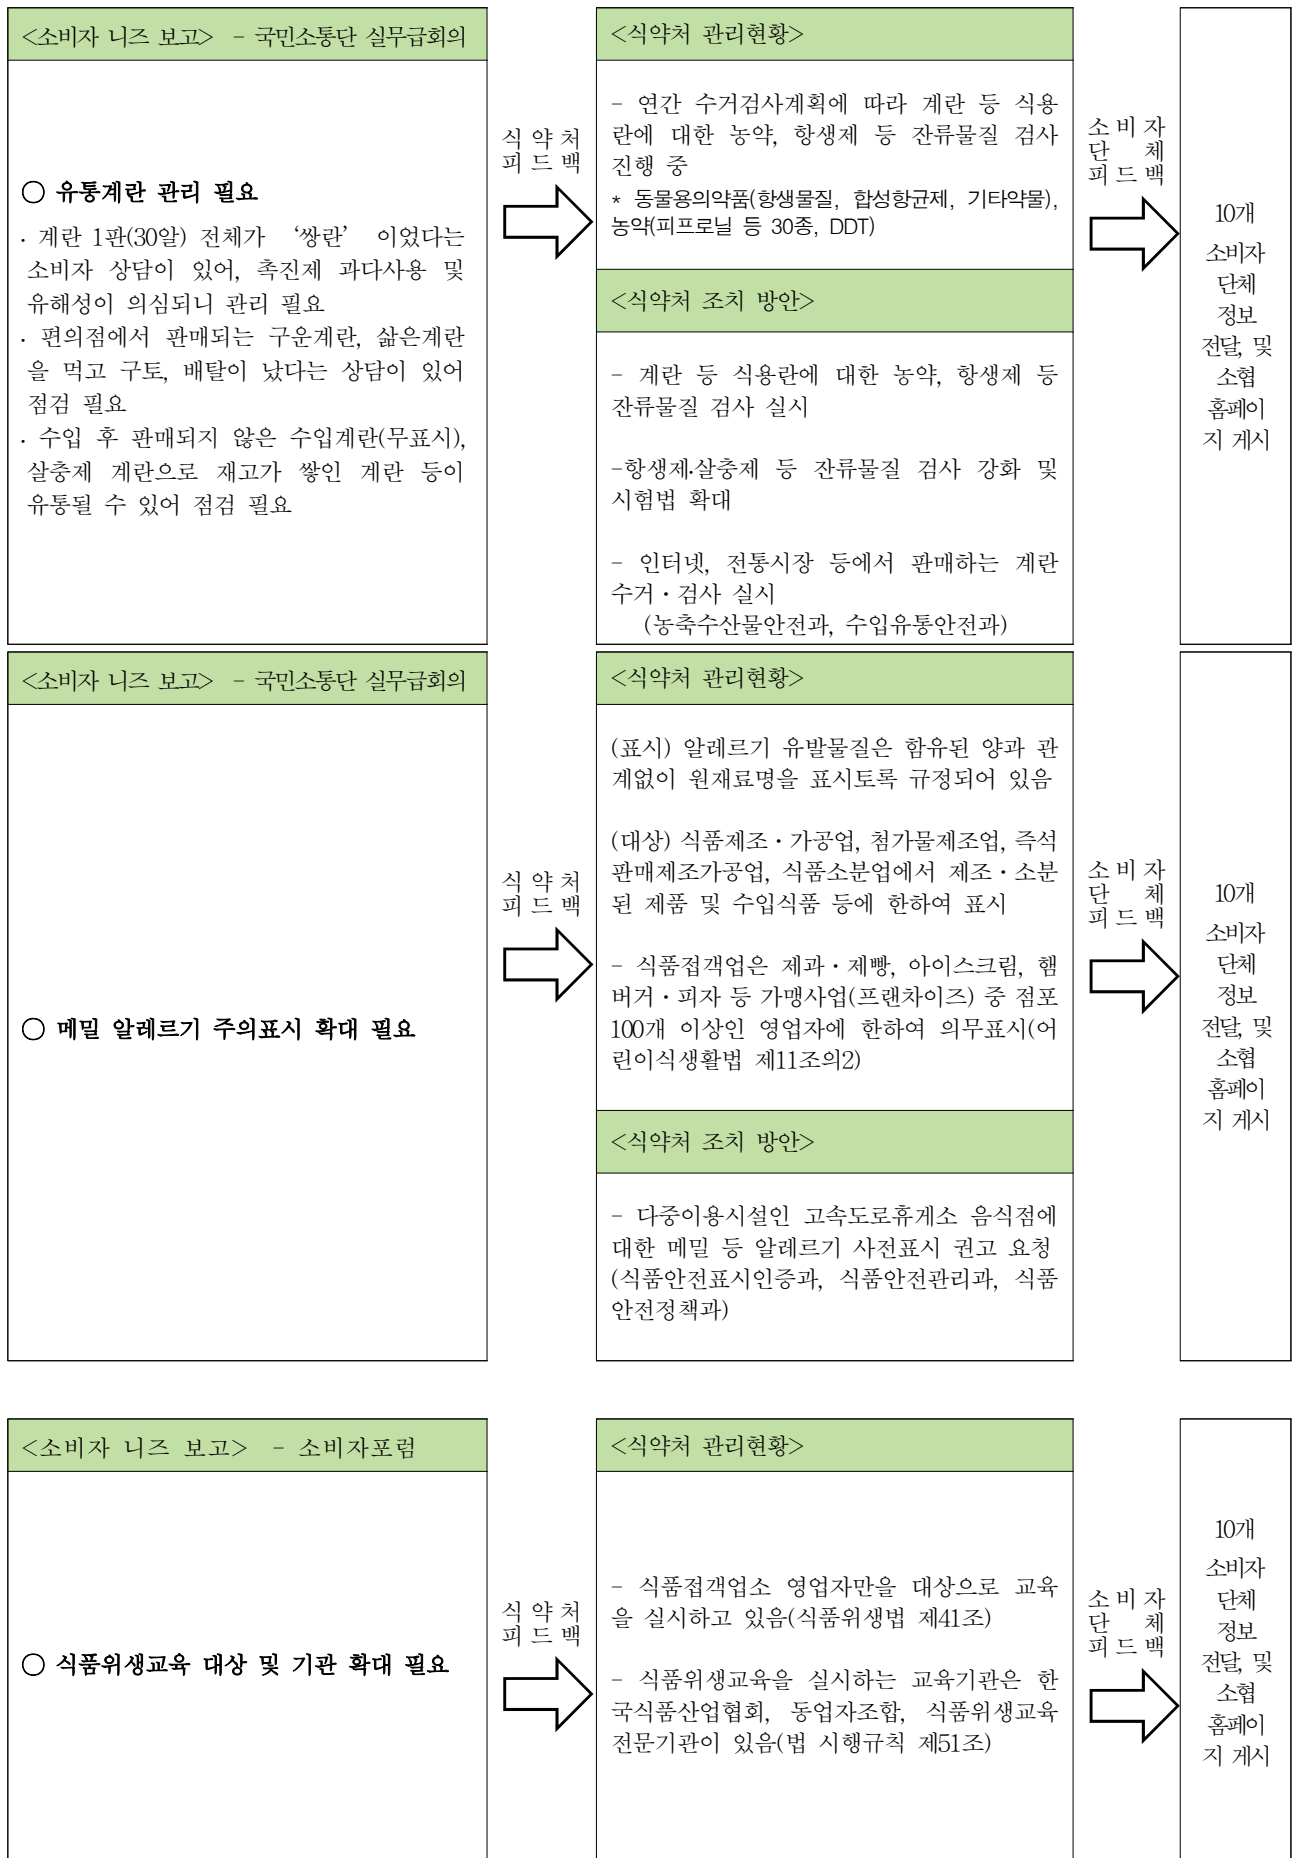 <소비자 니즈 보고> - 국민소통단 실무급회의
○ 유통계란 관리 필요
· 계란 1판(30알) 전체가 ‘쌍란’ 이었다는
소비자 상담이 있어, 촉진제 과다사용 및
유해성이 의심되니 관리 필요
· 편의점에서 판매되는 구운계란, 삶은계란
을 먹고 구토, 배탈이 났다는 상담이 있어
점검 필요
· 수입 후 판매되지 않은 수입계란(무표시),
살충제 계란으로 재고가 쌓인 계란 등이
유통될 수 있어 점검 필요
식 약 처
피 드 백
<식약처 관리현황>
- 연간 수거검사계획에 따라 계란 등 식용
란에 대한 농약, 항생제 등 잔류물질 검사
진행 중
* 동물용의약품(항생물질, 합성항균제, 기타약물),
농약(피프로닐 등 30종, DDT)
<식약처 조치 방안>
- 계란 등 식용란에 대한 농약, 항생제 등
잔류물질 검사 실시
-항생제·살충제 등 잔류물질 검사 강화 및
시험법 확대
- 인터넷, 전통시장 등에서 판매하는 계란
수거·검사 실시
(농축수산물안전과, 수입유통안전과)
소 비 자
단 체
피 드 백
10개
소비자
단체
정보
전달, 및
소협
홈페이
지 게시
<소비자 니즈 보고> - 국민소통단 실무급회의
○ 메밀 알레르기 주의표시 확대 필요
식 약 처
피 드 백
<식약처 관리현황>
(표시) 알레르기 유발물질은 함유된 양과 관
계없이 원재료명을 표시토록 규정되어 있음
(대상) 식품제조·가공업, 첨가물제조업, 즉석
판매제조가공업, 식품소분업에서 제조·소분
된 제품 및 수입식품 등에 한하여 표시
- 식품접객업은 제과·제빵, 아이스크림, 햄
버거·피자 등 가맹사업(프랜차이즈) 중 점포
100개 이상인 영업자에 한하여 의무표시(어
린이식생활법 제11조의2)
<식약처 조치 방안>
- 다중이용시설인 고속도로휴게소 음식점에
대한 메밀 등 알레르기 사전표시 권고 요청
(식품안전표시인증과, 식품안전관리과, 식품
안전정책과)
소 비 자
단 체
피 드 백
10개
소비자
단체
정보
전달, 및
소협
홈페이
지 게시
<소비자 니즈 보고> - 소비자포럼
○ 식품위생교육 대상 및 기관 확대 필요
식 약 처
피 드 백
<식약처 관리현황>
- 식품접객업소 영업자만을 대상으로 교육
을 실시하고 있음(식품위생법 제41조)
- 식품위생교육을 실시하는 교육기관은 한
국식품산업협회, 동업자조합, 식품위생교육
전문기관이 있음(법 시행규칙 제51조)
소 비 자
단 체
피 드 백
10개
소비자
단체
정보
전달, 및
소협
홈페이
지 게시